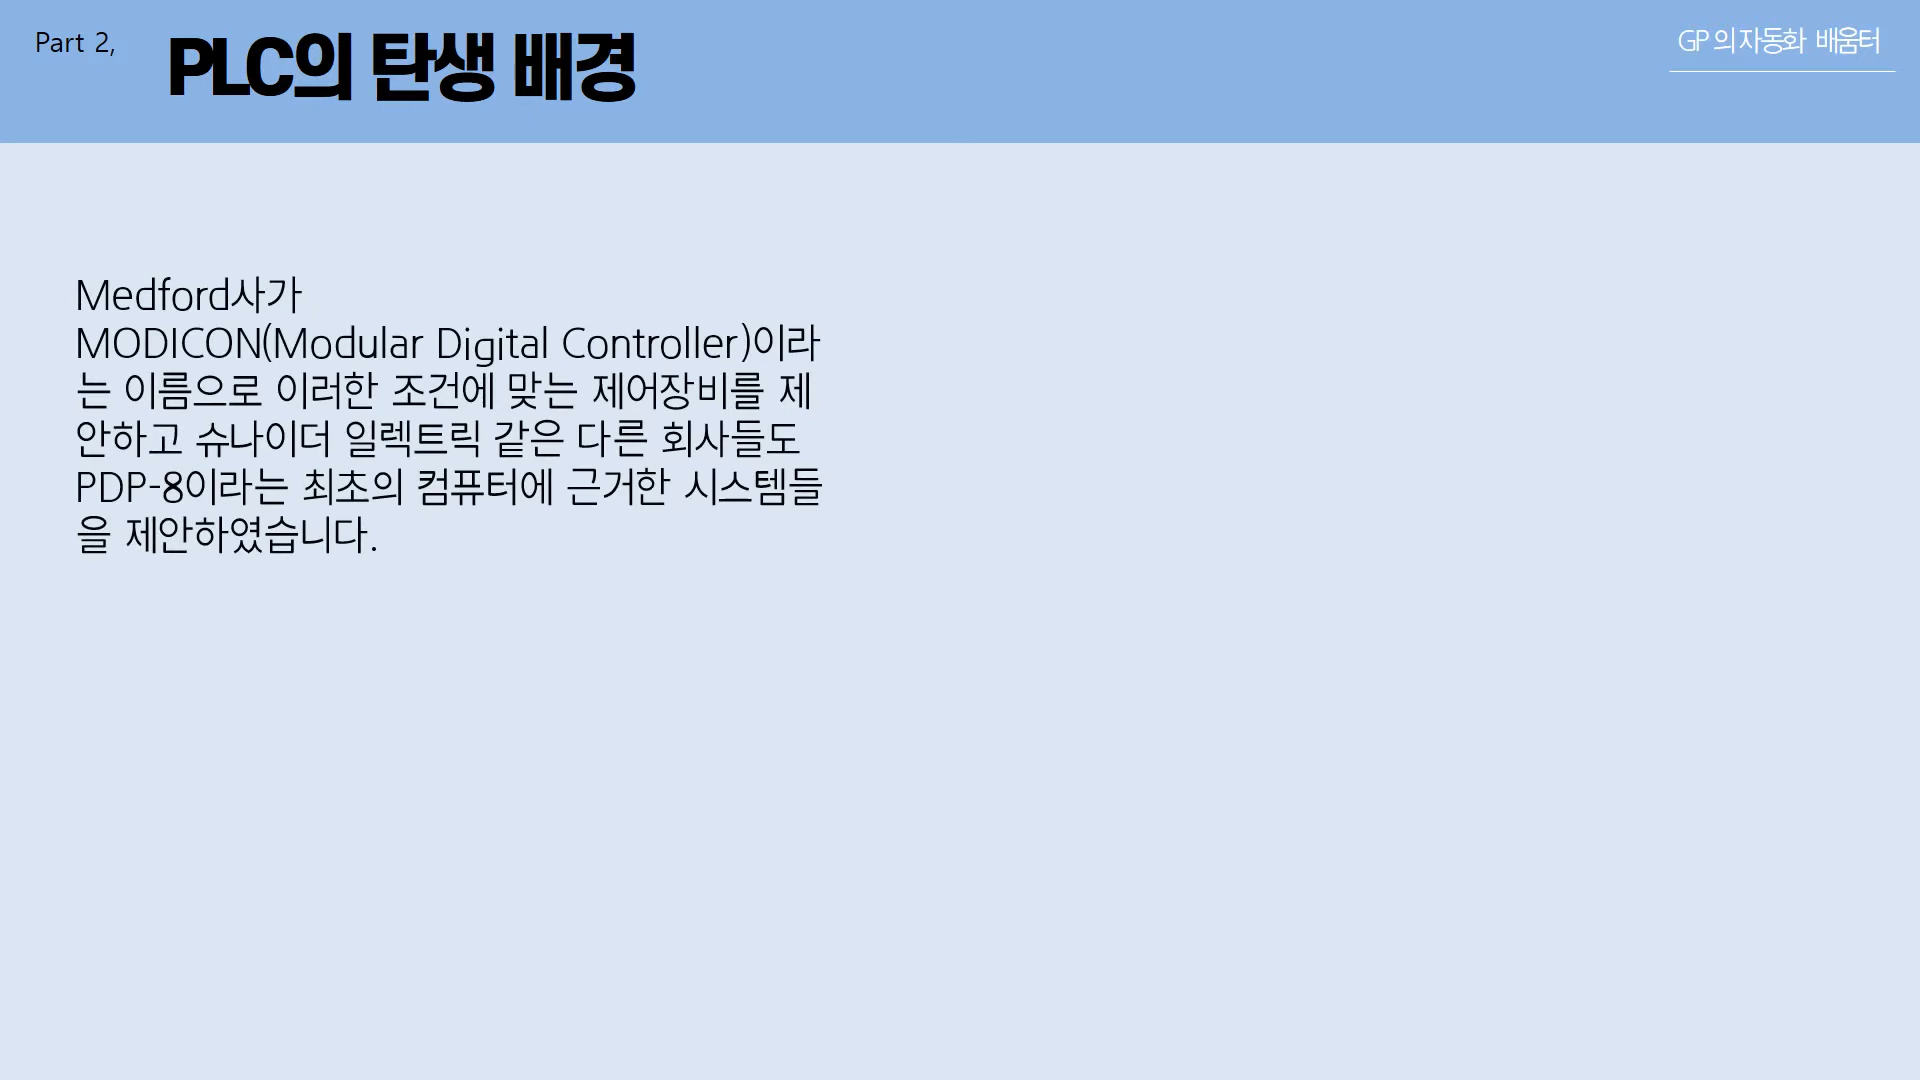 Part 2,
PLC의 탄생 배경
GP의 자동화 배움터
Medford사가
MODICON(Modular Digital Controller)이라
는 이름으로 이러한 조건에 맞는 제어장비를 제
안하고 슈나이더 일렉트릭 같은 다른 회사들도
PDP-8이라는 최초의 컴퓨터에 근거한 시스템들
을 제안하였습니다.